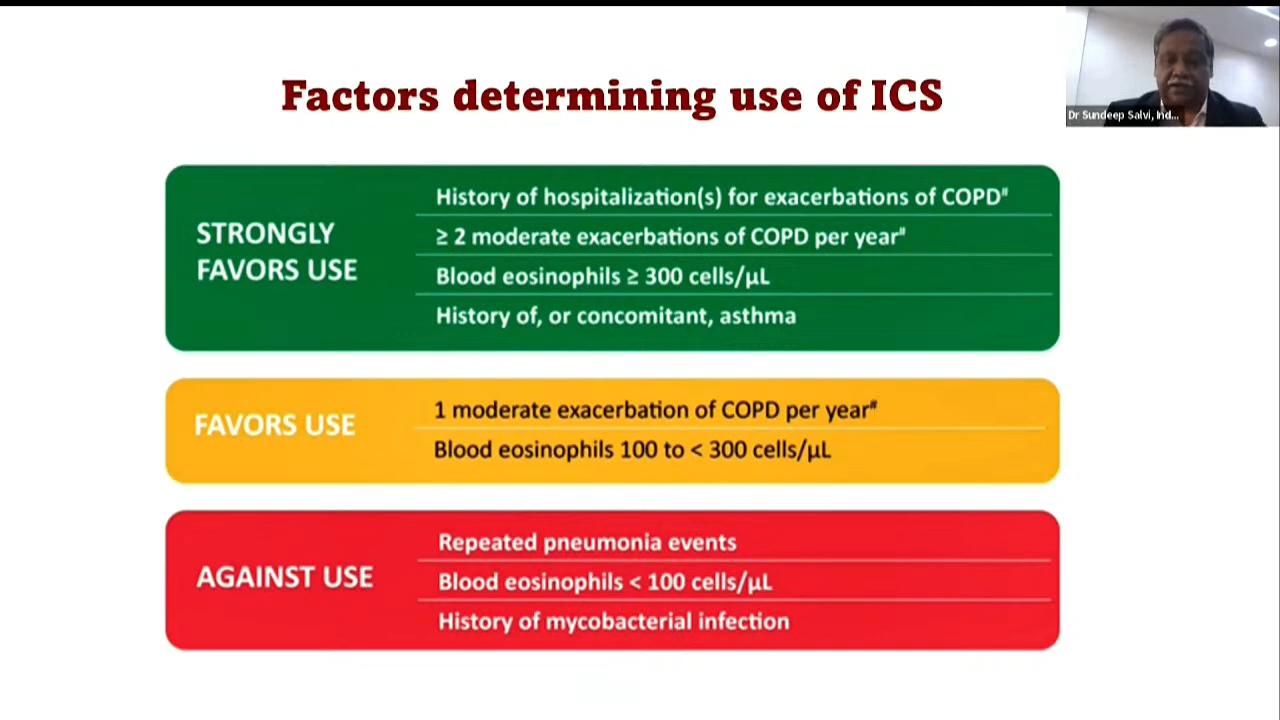 Factors determining use of ICS
Dr Sundeep Salvi, Ind...
STRONGLY
FAVORS USE
History of hospitalization(s) for exacerbations of COPD#
≥ 2 moderate exacerbations of COPD per year#
Blood eosinophils ≥ 300 cells/μL
History of, or concomitant, asthma
FAVORS USE
1 moderate exacerbation of COPD per year#
Blood eosinophils 100 to < 300 cells/μL
AGAINST USE
Repeated pneumonia events
Blood eosinophils < 100 cells/μL
History of mycobacterial infection